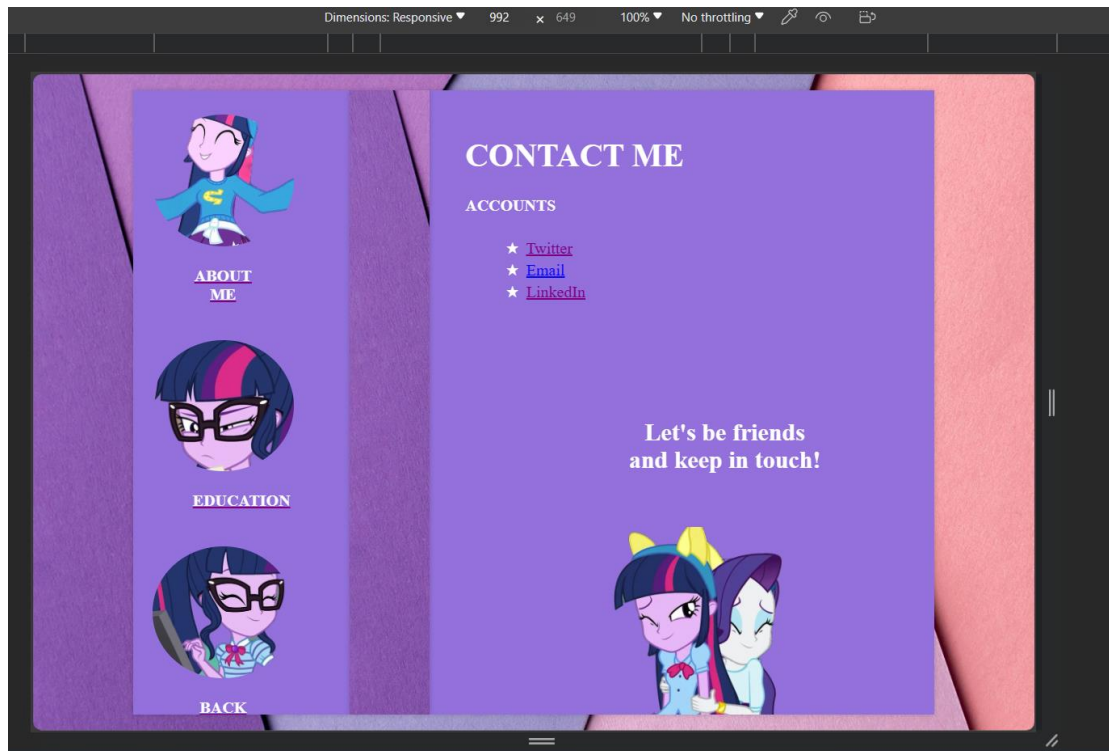 Dimensions: Responsive 992 × 649 100% No throttling
ABOUT
ME
EDUCATION
BACK
CONTACT ME
ACCOUNTS
★ Twitter
★ Email
★ LinkedIn
Let's be friends
and keep in touch!